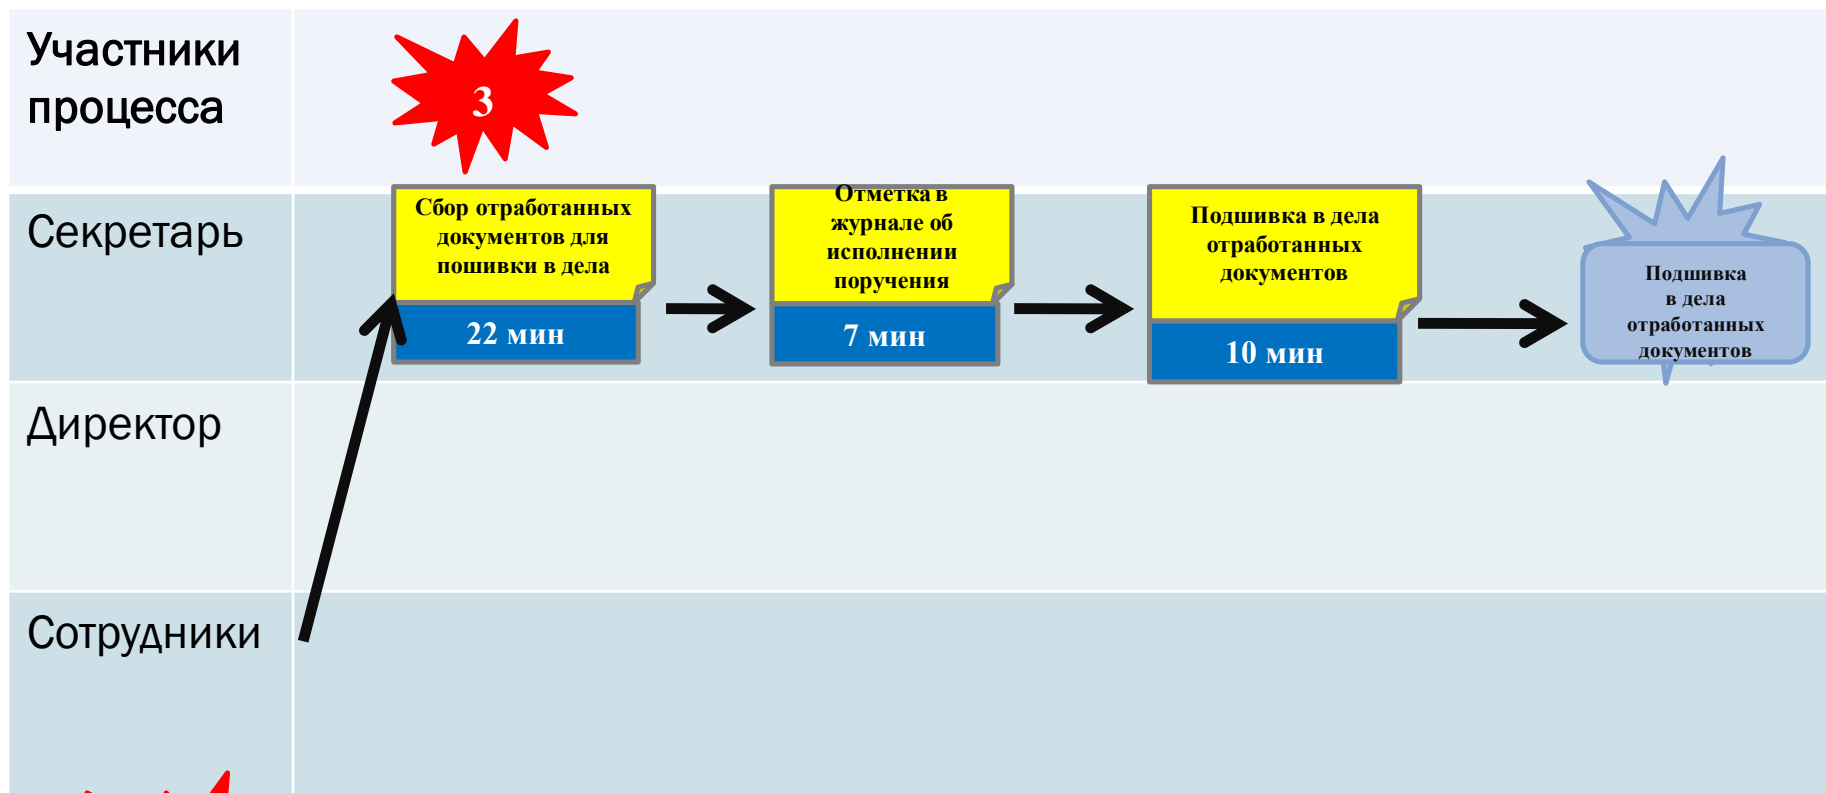 Участники
процесса
3
Секретарь
Сбор отработанных
документов для
пошивки в дела
22 мин
Отметка в
журнале об
исполнении
поручения
7 мин
Подшивка в дела
отработанных
документов
10 мин
Подшивка
в дела
отработанных
документов
Директор
Сотрудники